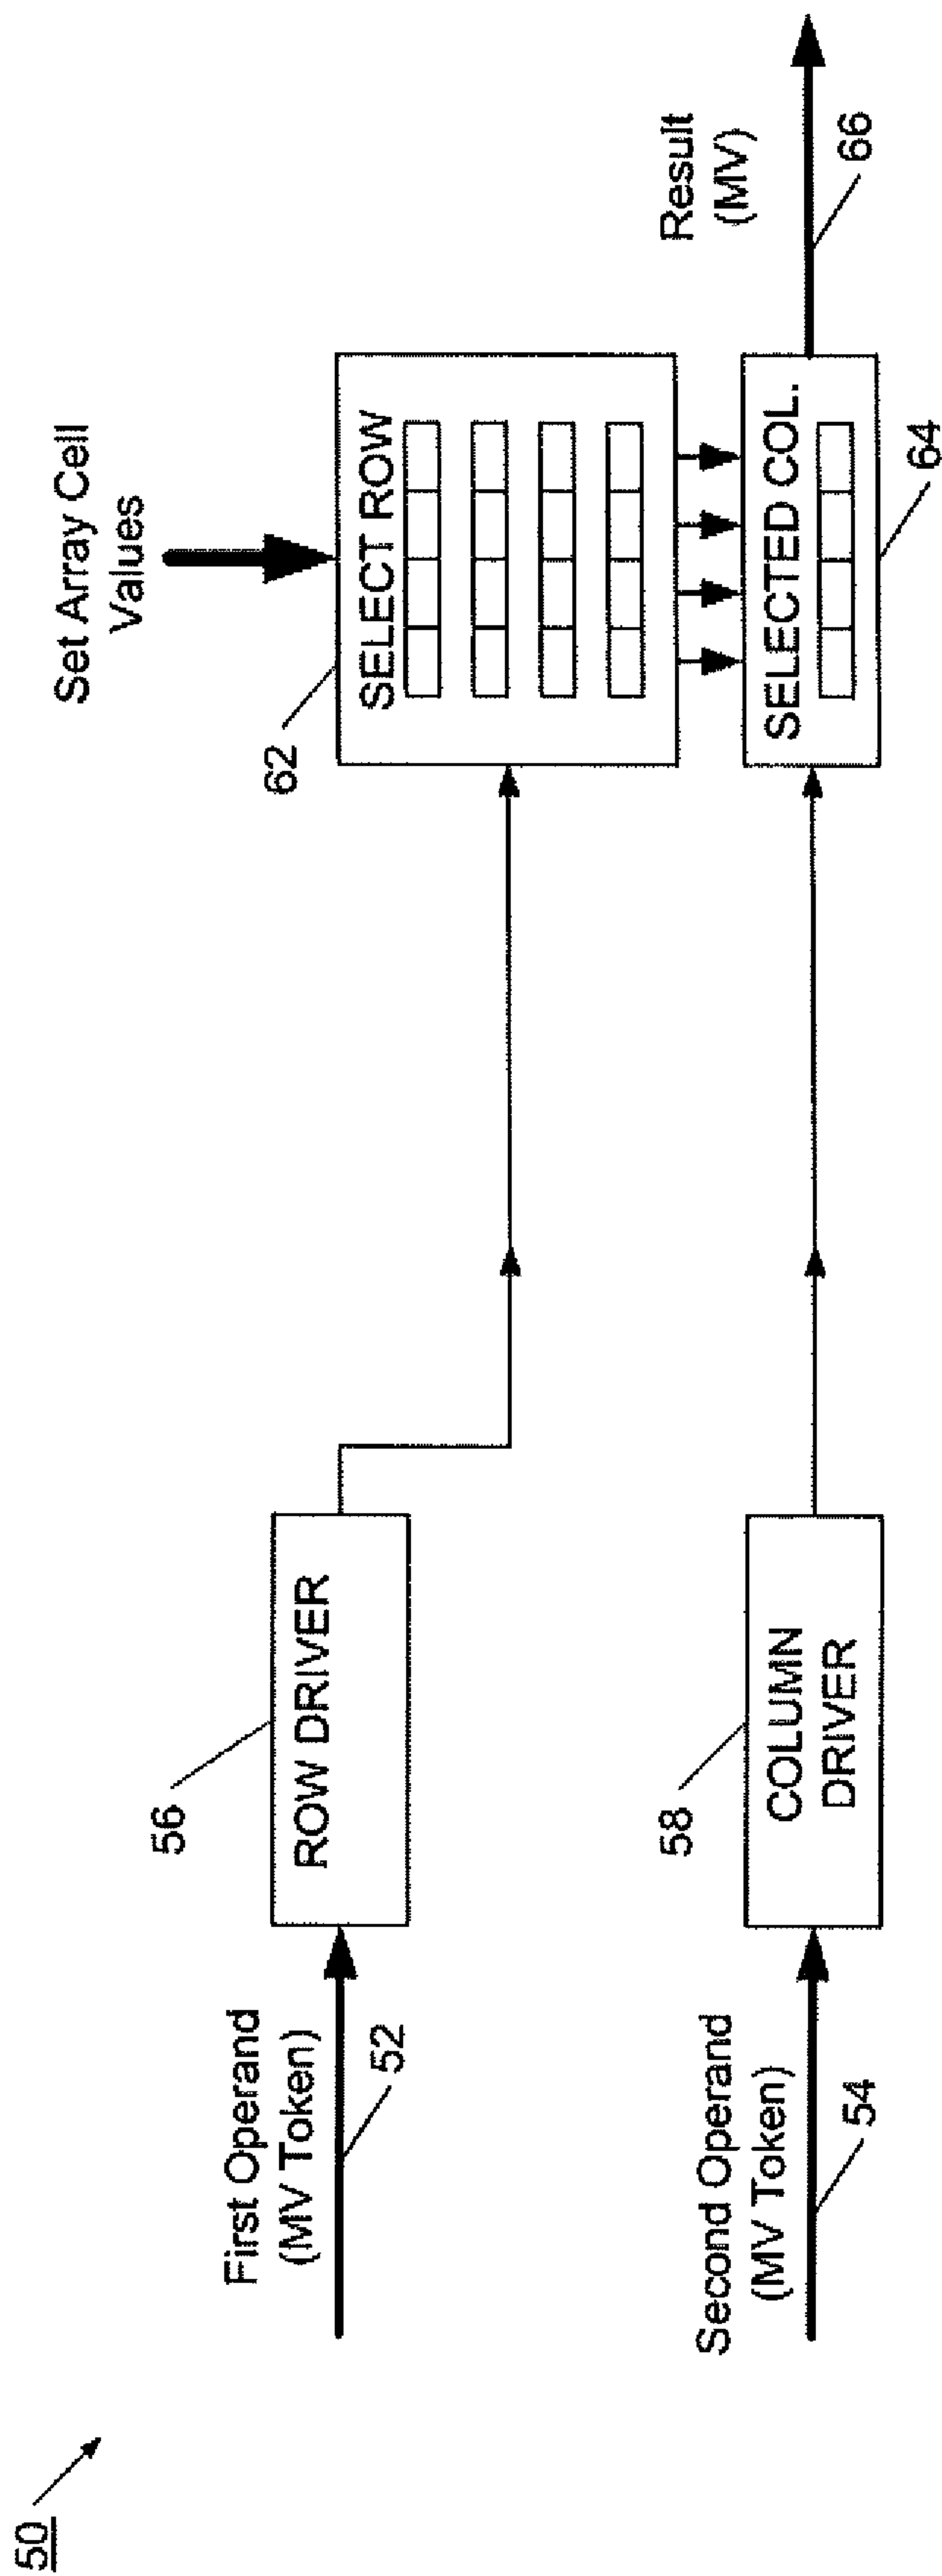 50
First Operand
(MV Token)
52
56
ROW DRIVER
Second Operand
(MV Token)
54
58
COLUMN
DRIVER
Set Array Cell
Values
62
SELECT ROW
SELECTED COL.
64
Result
(MV)
66